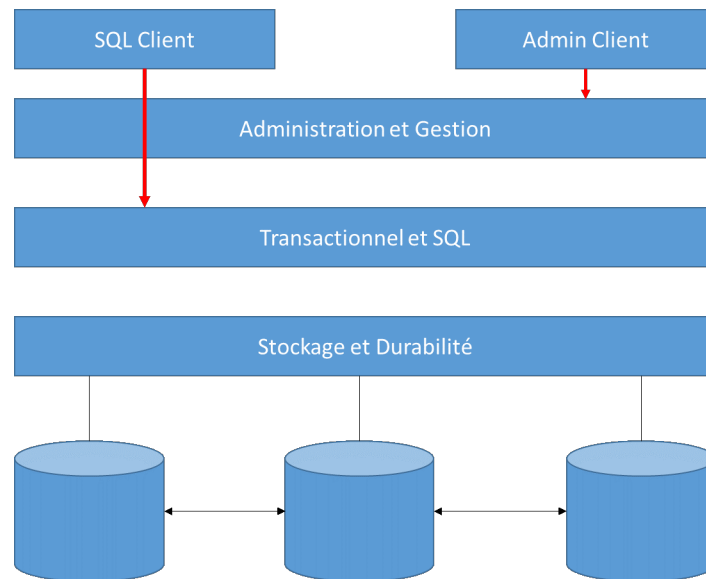 SQL Client
Admin Client
Administration et Gestion
Transactionnel et SQL
Stockage et Durabilité